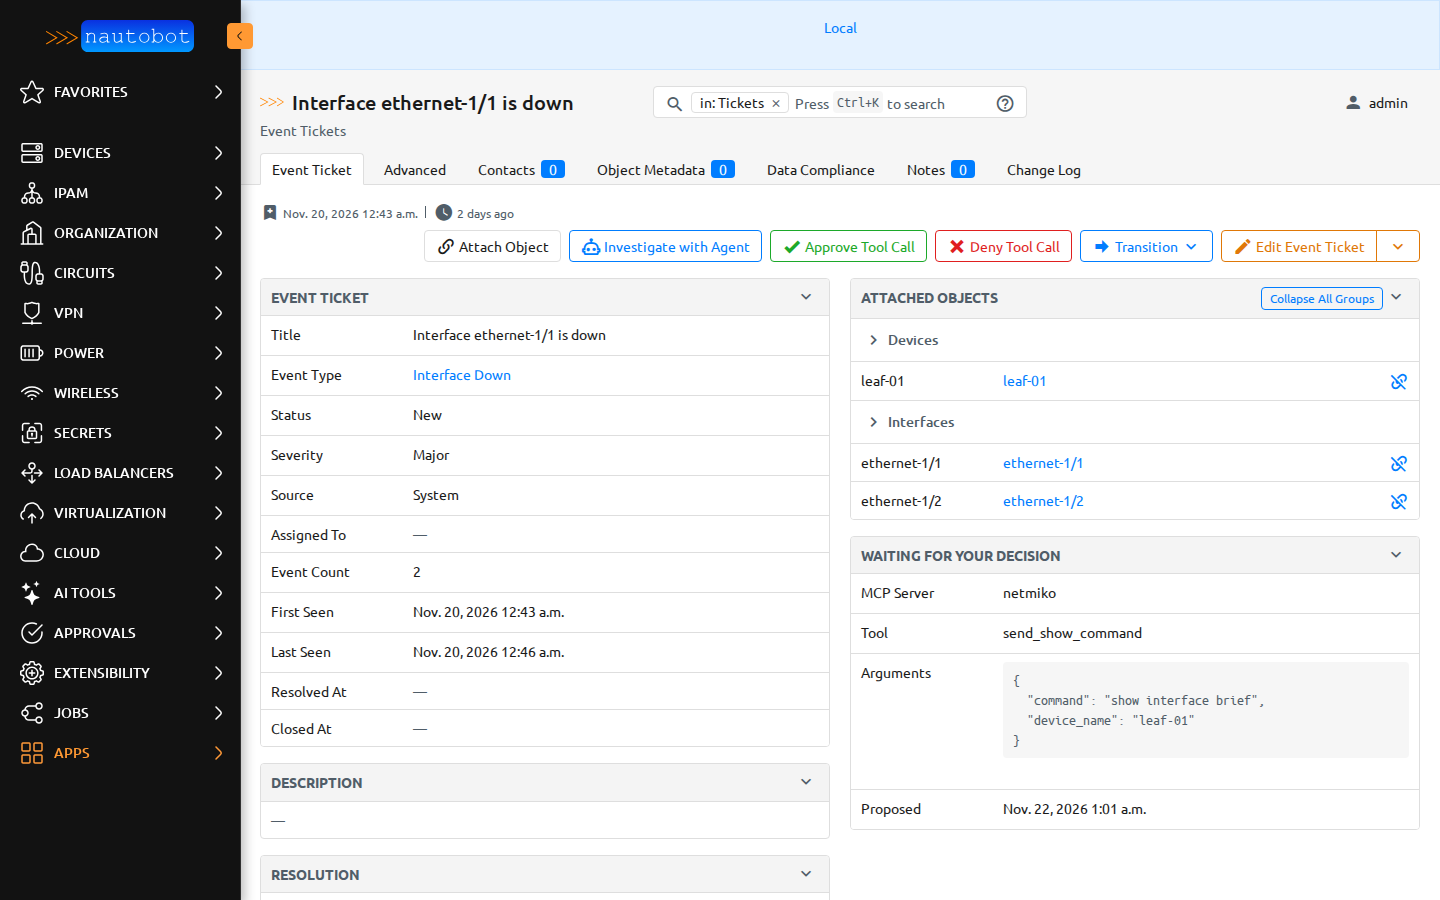 >>> nautobot
FAVORITES
DEVICES
IPAM
ORGANIZATION
CIRCUITS
VPN
POWER
WIRELESS
SECRETS
LOAD BALANCERS
VIRTUALIZATION
CLOUD
AI TOOLS
APPROVALS
EXTENSIBILITY
JOBS
APPS
Local
>>> Interface ethernet-1/1 is down
in: Tickets × Press Ctrl+K to search
admin
Event Tickets
Event Ticket Advanced Contacts 0 Object Metadata 0 Data Compliance Notes 0 Change Log
Nov. 20, 2026 12:43 a.m. | 2 days ago
Attach Object Investigate with Agent Approve Tool Call Deny Tool Call Transition Edit Event Ticket
EVENT TICKET
Title Interface ethernet-1/1 is down
Event Type Interface Down
Status New
Severity Major
Source System
Assigned To —
Event Count 2
First Seen Nov. 20, 2026 12:43 a.m.
Last Seen Nov. 20, 2026 12:46 a.m.
Resolved At —
Closed At —
DESCRIPTION
—
RESOLUTION
ATTACHED OBJECTS Collapse All Groups
Devices
leaf-01 leaf-01
Interfaces
ethernet-1/1 ethernet-1/1
ethernet-1/2 ethernet-1/2
WAITING FOR YOUR DECISION
MCP Server netmiko
Tool send_show_command
Arguments {
"command": "show interface brief",
"device_name": "leaf-01"
}
Proposed Nov. 22, 2026 1:01 a.m.